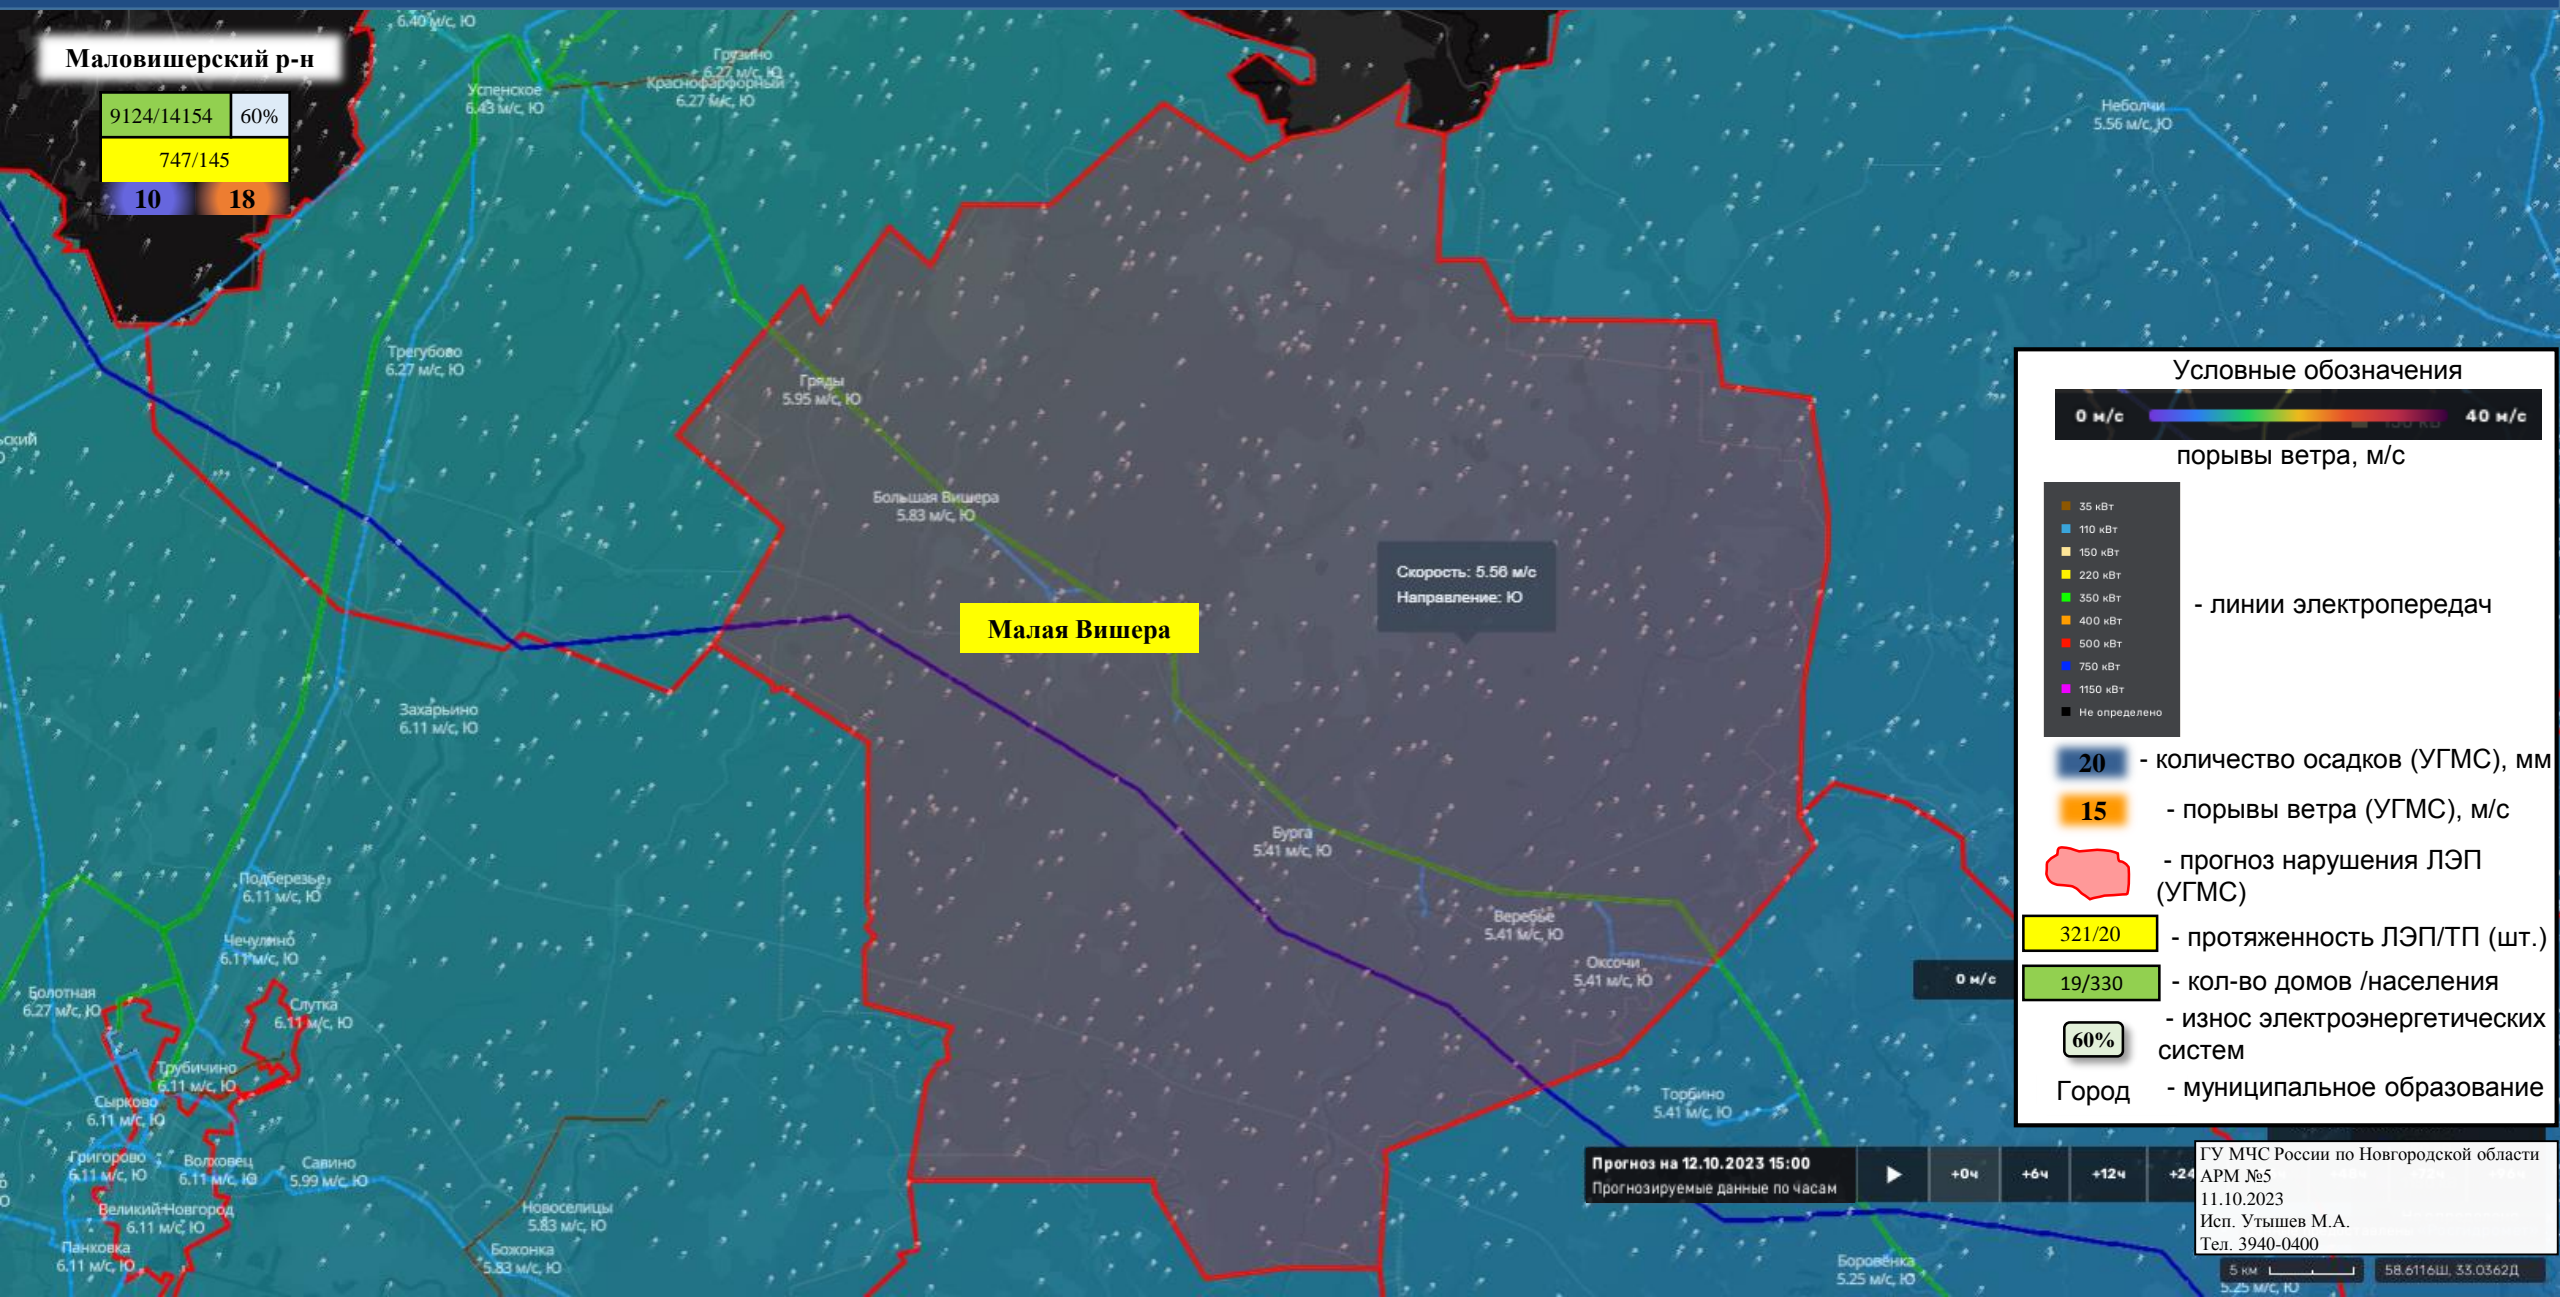 Маловишерский р-н
9124/14154 60%
747/145
10 18
6.40 м/с, Ю
Грузино
6.27 м/с, Ю
Краснофарфорный
6.27 м/с, Ю
Успенское
6.43 м/с, Ю
Неболчи
5.56 м/с, Ю
Трегубово
6.27 м/с, Ю
Гряды
5.95 м/с, Ю
Большая Вишера
5.83 м/с, Ю
Скорость: 5.56 м/с
Направление: Ю
Малая Вишера
Захарьино
6.11 м/с, Ю
Бурга
5.41 м/с, Ю
Подберезье
6.11 м/с, Ю
Чечулино
6.11 м/с, Ю
Веребье
5.41 м/с, Ю
Оксочи
5.41 м/с, Ю
Болотная
6.27 м/с, Ю
Слутка
6.11 м/с, Ю
Трубичино
6.11 м/с, Ю
Сырково
6.11 м/с, Ю
Торбино
5.41 м/с, Ю
Григорово
6.11 м/с, Ю
Волховец
6.11 м/с, Ю
Савино
5.99 м/с, Ю
Великий Новгород
6.11 м/с, Ю
Новоселицы
5.83 м/с, Ю
Панковка
6.11 м/с, Ю
Божонка
5.83 м/с, Ю
Боровёнка
5.25 м/с, Ю
5.25 м/с, Ю
0 м/с
Условные обозначения
0 м/с 40 м/с
порывы ветра, м/с
35 кВт
110 кВт
150 кВт
220 кВт
350 кВт
400 кВт
500 кВт
750 кВт
1150 кВт
Не определено
- линии электропередач
20 - количество осадков (УГМС), мм
15 - порывы ветра (УГМС), м/с
- прогноз нарушения ЛЭП
(УГМС)
321/20 - протяженность ЛЭП/ТП (шт.)
19/330 - кол-во домов /населения
60% - износ электроэнергетических
систем
Город - муниципальное образование
Прогноз на 12.10.2023 15:00
Прогнозируемые данные по часам
+0ч +6ч +12ч +24
ГУ МЧС России по Новгородской области
АРМ №5
11.10.2023
Исп. Утышев М.А.
Тел. 3940-0400
5 км
58.6116Ш, 33.0362Д